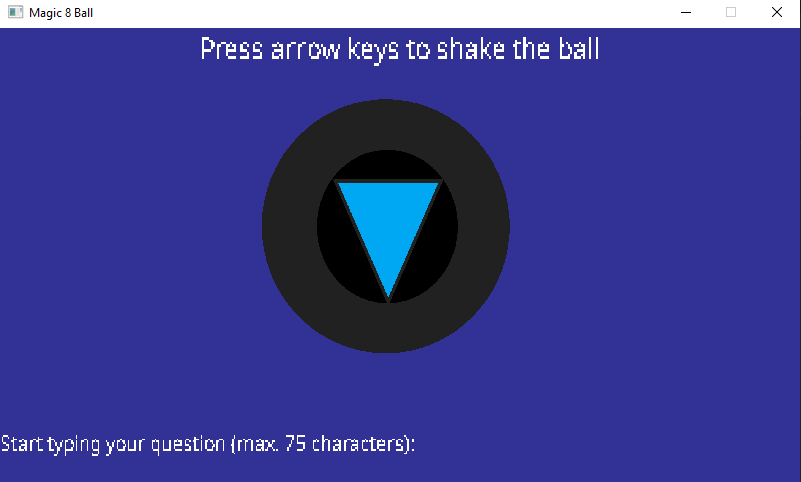 Magic 8 Ball
Press arrow keys to shake the ball
Start typing your question (max. 75 characters):